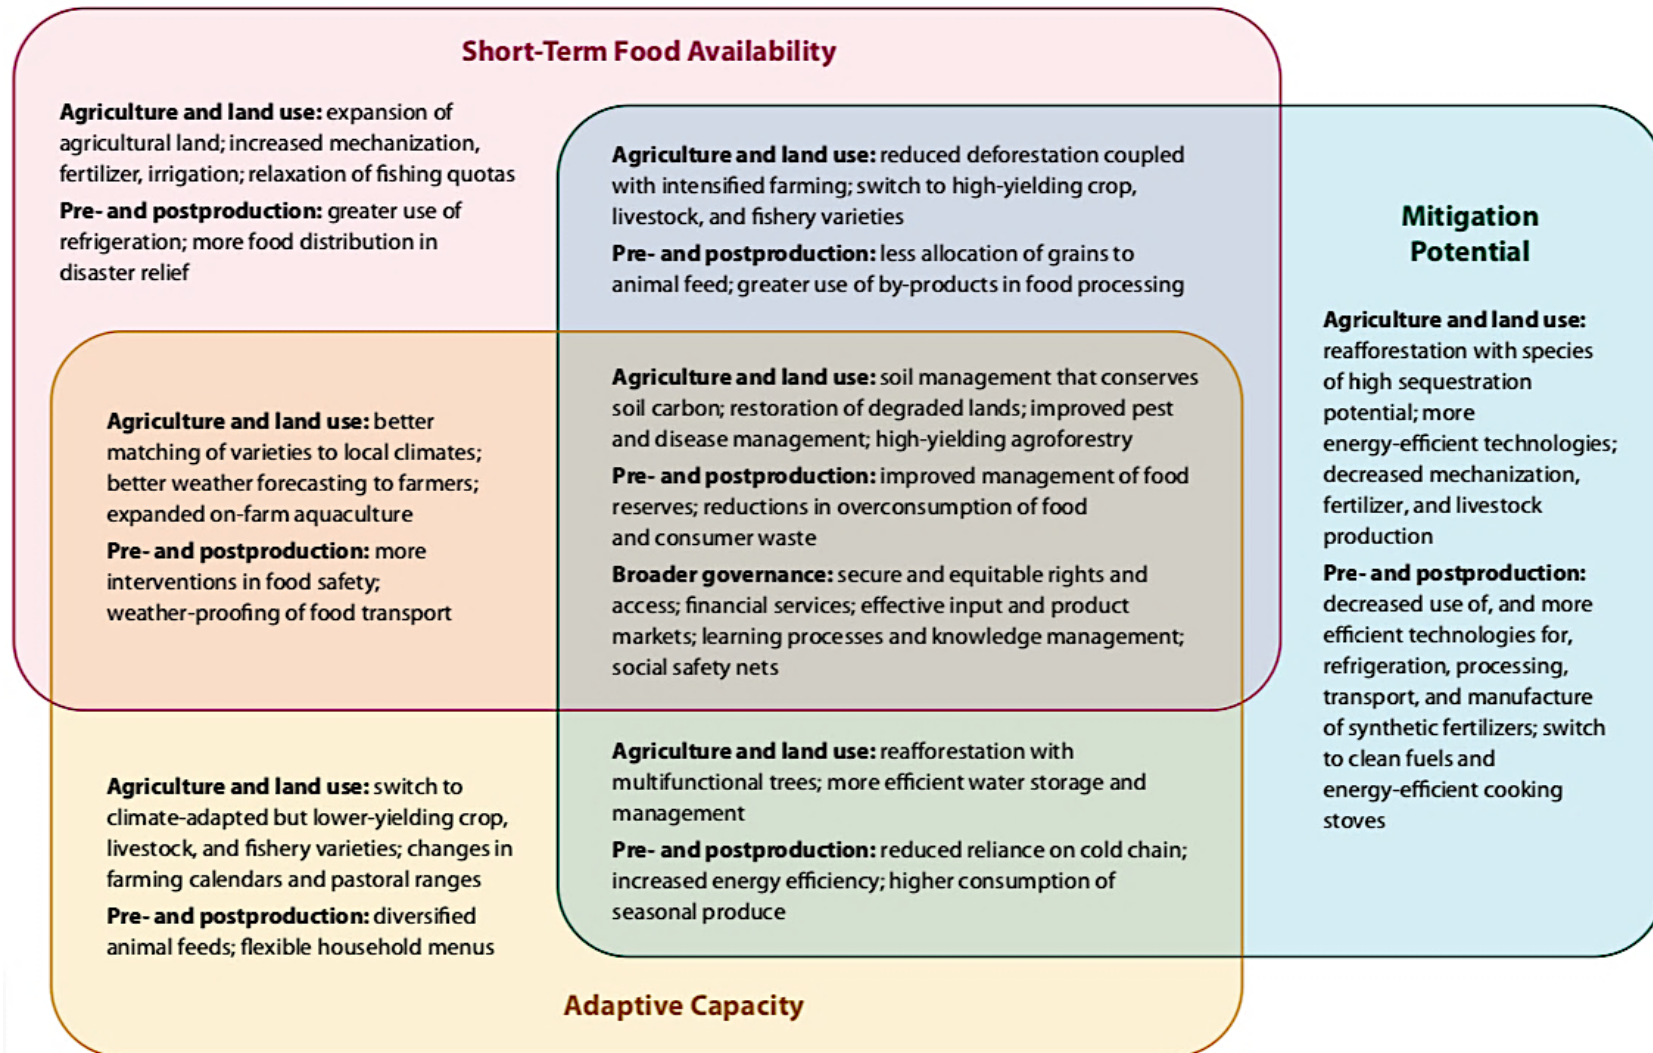 Short-Term Food Availability
Agriculture and land use: expansion of
agricultural land; increased mechanization,
fertilizer, irrigation; relaxation of fishing quotas
Pre- and postproduction: greater use of
refrigeration; more food distribution in
disaster relief
Agriculture and land use: reduced deforestation coupled
with intensified farming; switch to high-yielding crop,
livestock, and fishery varieties
Pre- and postproduction: less allocation of grains to
animal feed; greater use of by-products in food processing
Mitigation
Potential
Agriculture and land use:
reafforestation with species
of high sequestration
potential; more
energy-efficient technologies;
decreased mechanization,
fertilizer, and livestock
production
Pre- and postproduction:
decreased use of, and more
efficient technologies for,
refrigeration, processing,
transport, and manufacture
of synthetic fertilizers; switch
to clean fuels and
energy-efficient cooking
stoves
Agriculture and land use: better
matching of varieties to local climates;
better weather forecasting to farmers;
expanded on-farm aquaculture
Pre- and postproduction: more
interventions in food safety;
weather-proofing of food transport
Agriculture and land use: soil management that conserves
soil carbon; restoration of degraded lands; improved pest
and disease management; high-yielding agroforestry
Pre- and postproduction: improved management of food
reserves; reductions in overconsumption of food
and consumer waste
Broader governance: secure and equitable rights and
access; financial services; effective input and product
markets; learning processes and knowledge management;
social safety nets
Agriculture and land use: switch to
climate-adapted but lower-yielding crop,
livestock, and fishery varieties; changes in
farming calendars and pastoral ranges
Pre- and postproduction: diversified
animal feeds; flexible household menus
Agriculture and land use: reafforestation with
multifunctional trees; more efficient water storage and
management
Pre- and postproduction: reduced reliance on cold chain;
increased energy efficiency; higher consumption of
seasonal produce
Adaptive Capacity